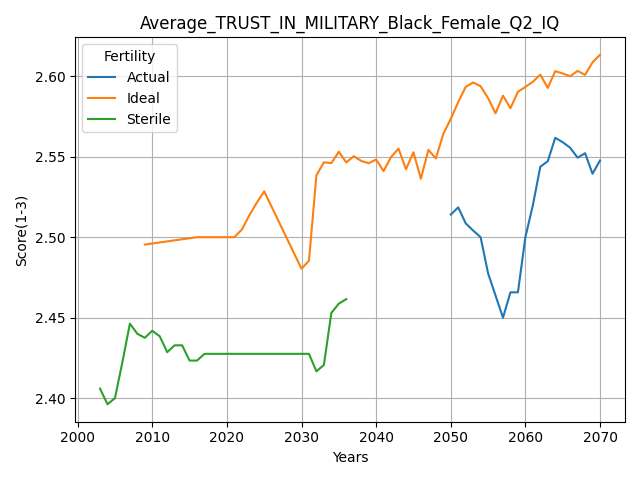 Average_TRUST_IN_MILITARY_Black_Female_Q2_IQ
Fertility
Actual
Ideal
Sterile
Score(1-3)
2.60
2.55
2.50
2.45
2.40
2000 2010 2020 2030 2040 2050 2060 2070
Years